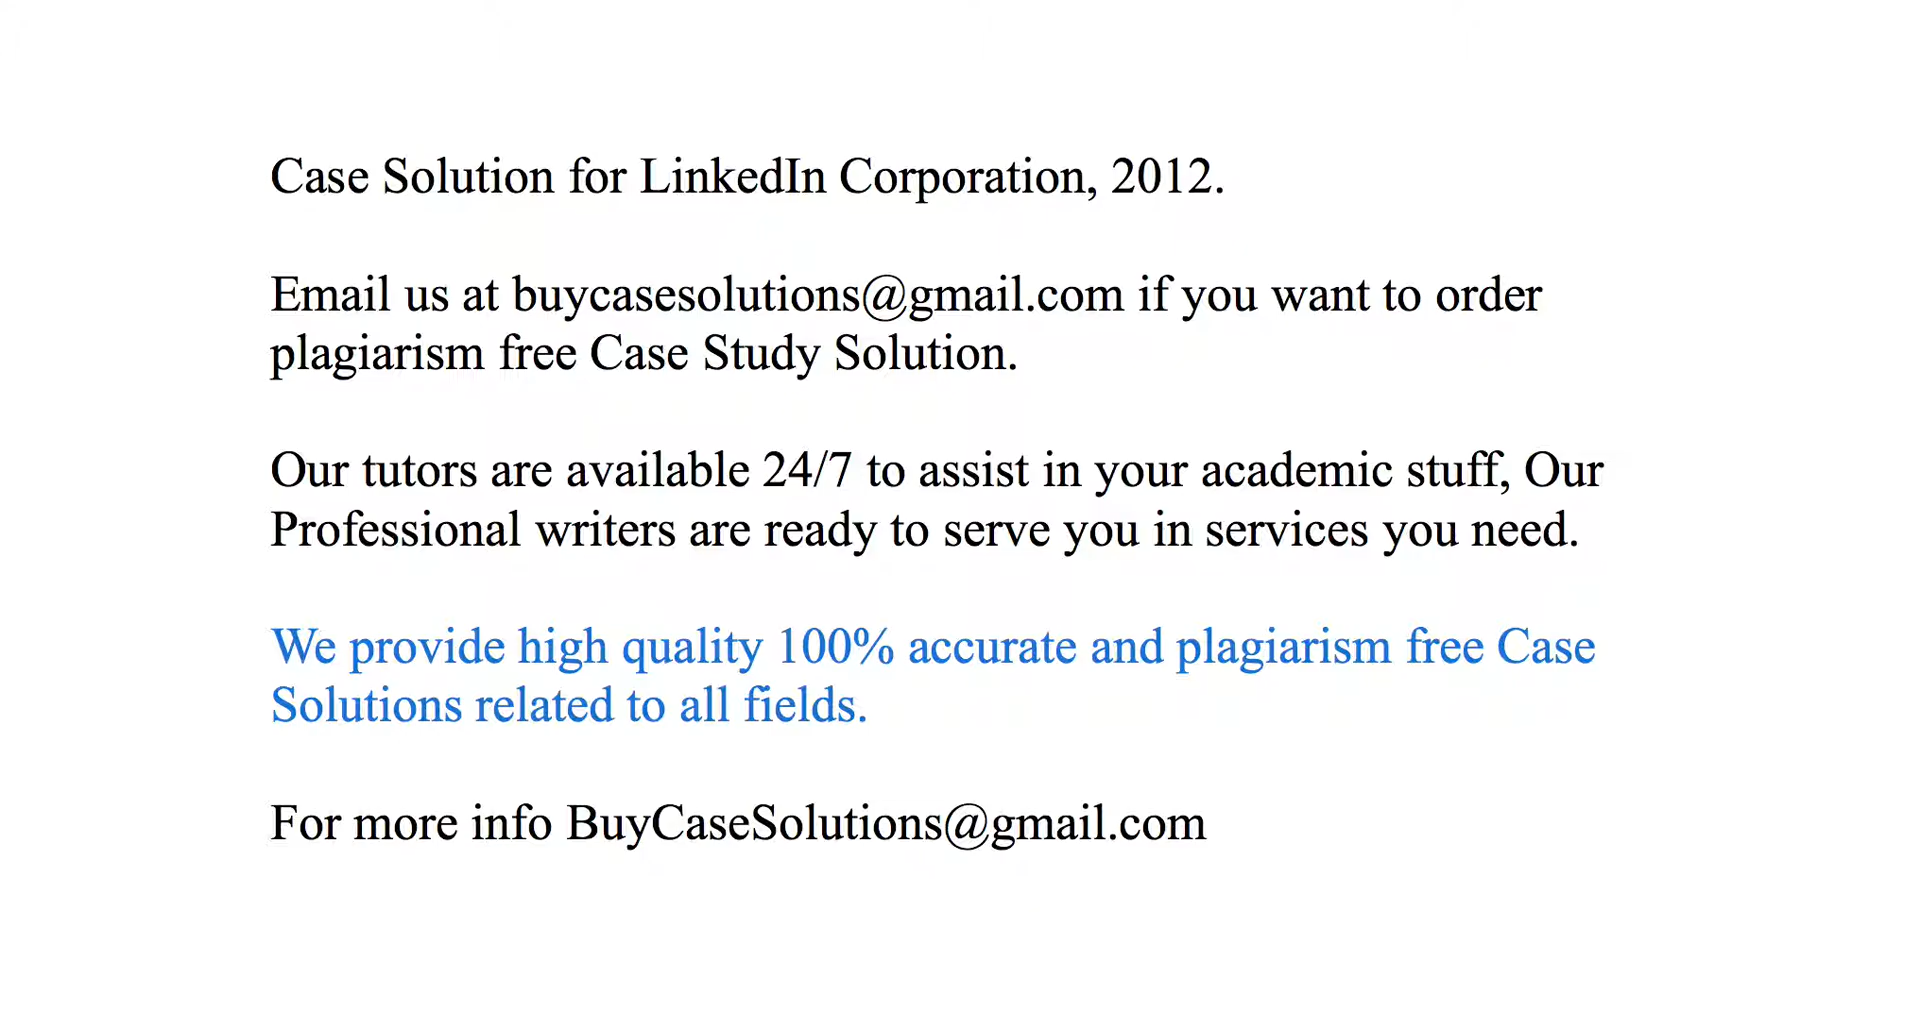 Case Solution for LinkedIn Corporation, 2012.
Email us at buycasesolutions@gmail.com if you want to order
plagiarism free Case Study Solution.
Our tutors are available 24/7 to assist in your academic stuff, Our
Professional writers are ready to serve you in services you need.
We provide high quality 100% accurate and plagiarism free Case
Solutions related to all fields.
For more info BuyCaseSolutions@gmail.com